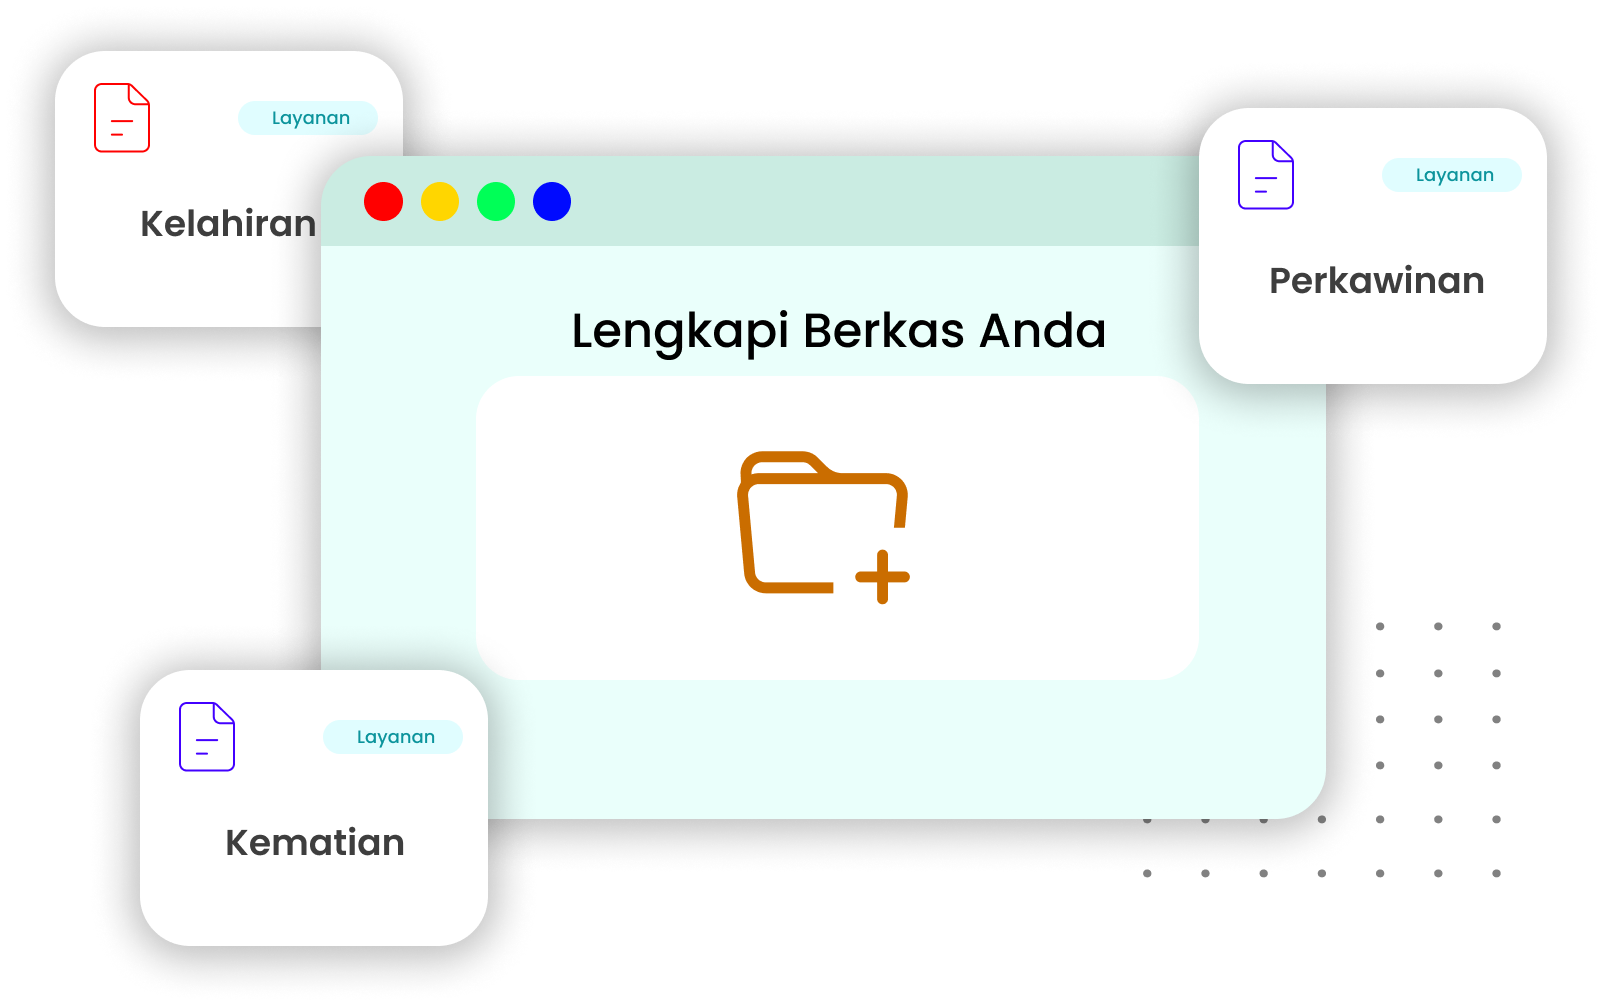 Layanan
Kelahiran
Layanan
Perkawinan
Lengkapi Berkas Anda
Layanan
Kematian